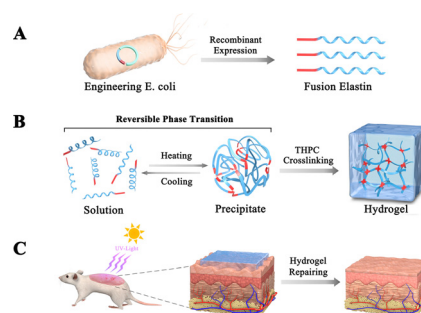 A
Recombinant
Expression
Engineering E. coli
Fusion Elastin
B
Reversible Phase Transition
Heating
Cooling
THPC
Crosslinking
Solution
Precipitate
Hydrogel
C
UV-Light
Hydrogel
Repairing